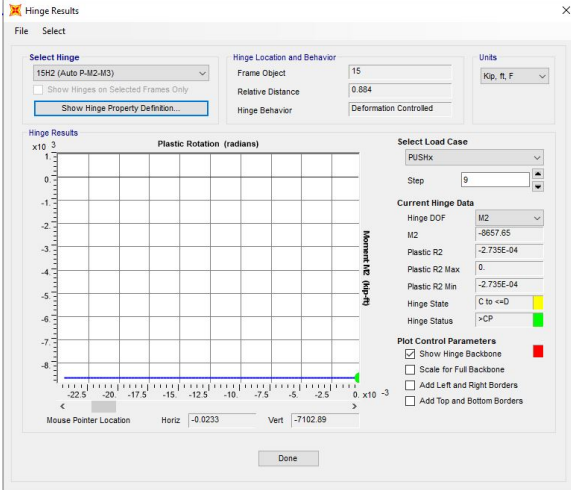 Hinge Results
File Select
Select Hinge
15H2 (Auto P-M2-M3)
Show Hinges on Selected Frames Only
Show Hinge Property Definition...
Hinge Location and Behavior
Frame Object 15
Relative Distance 0.884
Hinge Behavior Deformation Controlled
Units
Kip, ft, F
Hinge Results
x10 3
Plastic Rotation (radians)
1.
0.
-1.
-2.
-3.
-4.
-5.
-6.
-7.
-8.
Moment M2 (kip-ft)
-22.5 -20. -17.5 -15. -12.5 -10. -7.5 -5. -2.5 0. x10 -3
Mouse Pointer Location Horiz -0.0233 Vert -7102.89
Select Load Case
PUSHx
Step 9
Current Hinge Data
Hinge DOF M2
M2 -8657.65
Plastic R2 -2.735E-04
Plastic R2 Max 0.
Plastic R2 Min -2.735E-04
Hinge State C to <=D
Hinge Status >CP
Plot Control Parameters
Show Hinge Backbone
Scale for Full Backbone
Add Left and Right Borders
Add Top and Bottom Borders
Done